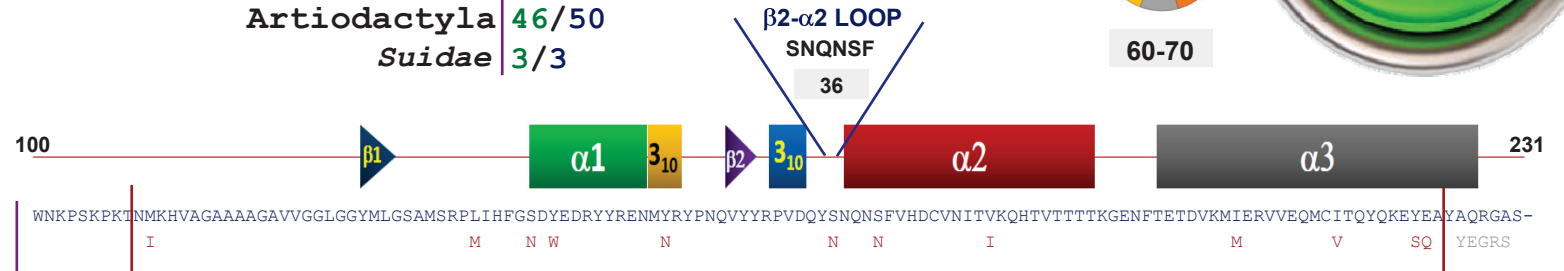 Artiodactyla 46/50
Suidae 3/3
β2-α2 LOOP
SNQNSF
36
60-70
100 β1 α1 3₁₀ β2 3₁₀ α2 α3 231
WNKPSKPKTNMKHVAGAAAAGAVVGGLGGYMLGSAMSRPLIHFGSDYEDRYYRENMYRYPNQVYYRPVDQYSNQNSFVHDCVNITVKQHTVTTTTKGENFTETDVKMIERVVEQMCITQYQKEYEAYAQRGAS-
I M N W N N N I M V SQ YEGRS